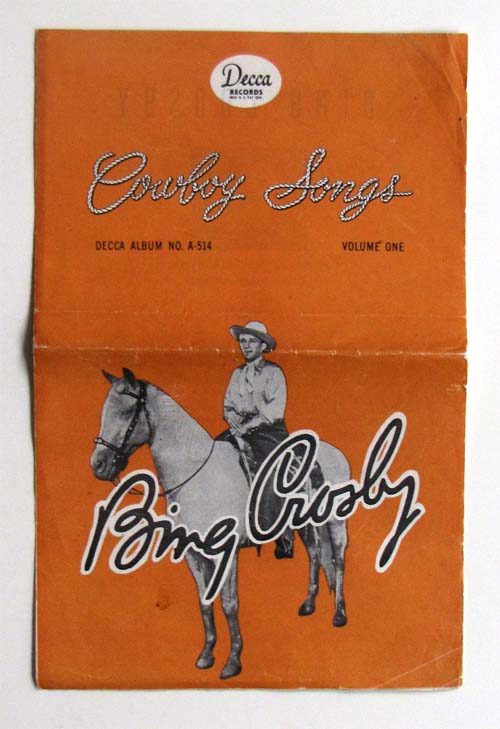 Decca
RECORDS
Cowboy Songs
DECCA ALBUM NO. A-514 VOLUME ONE
Bing Crosby